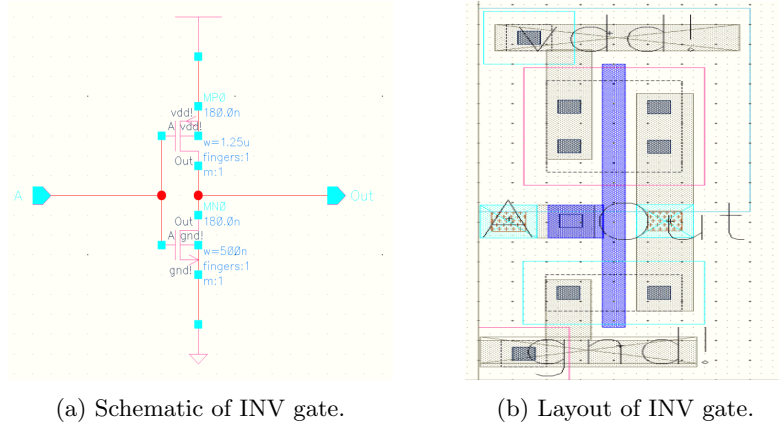 MP0
vdd!
180.0n
A
vdd!
w=1.25u
Out
fingers:1
m:1
A
Out
MN0
Out
180.0n
A
gnd!
w=500n
gnd!
fingers:1
m:1
vdd!
A
Out
gnd!
(a) Schematic of INV gate.
(b) Layout of INV gate.